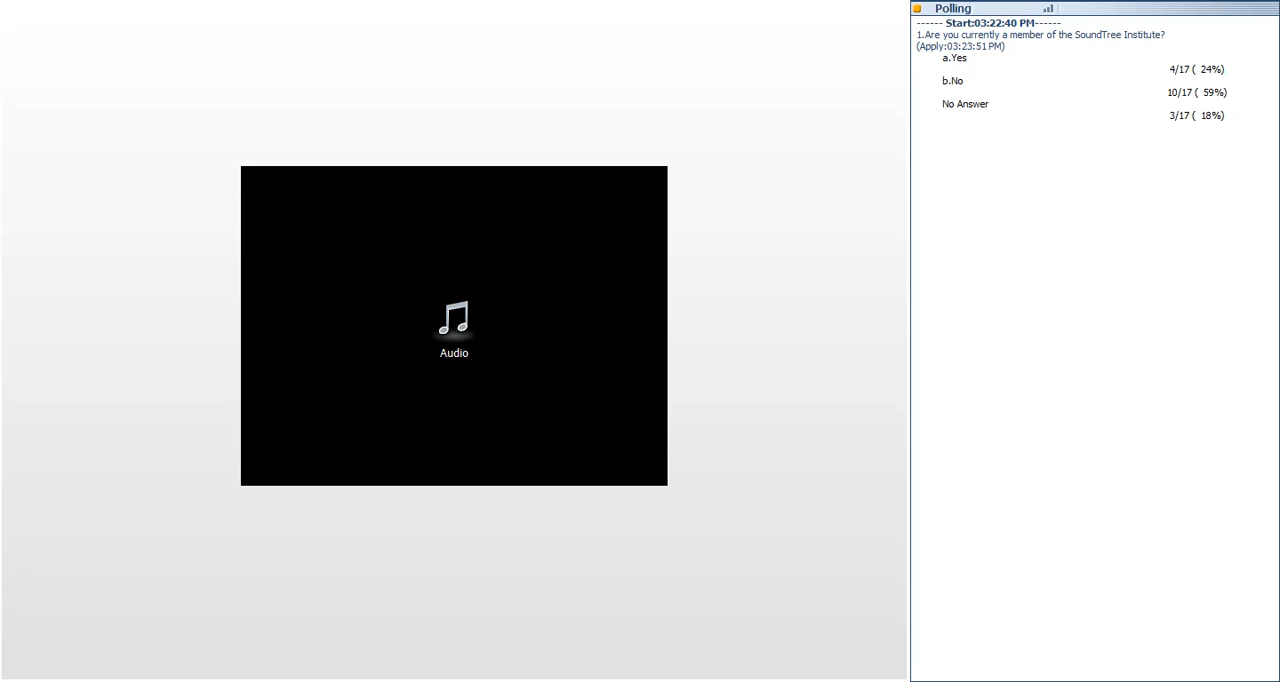 Polling
------ Start:03:22:40 PM------
1.Are you currently a member of the SoundTree Institute?
(Apply:03:23:51 PM)
a.Yes
4/17 ( 24%)
b.No
10/17 ( 59%)
No Answer
3/17 ( 18%)
Audio